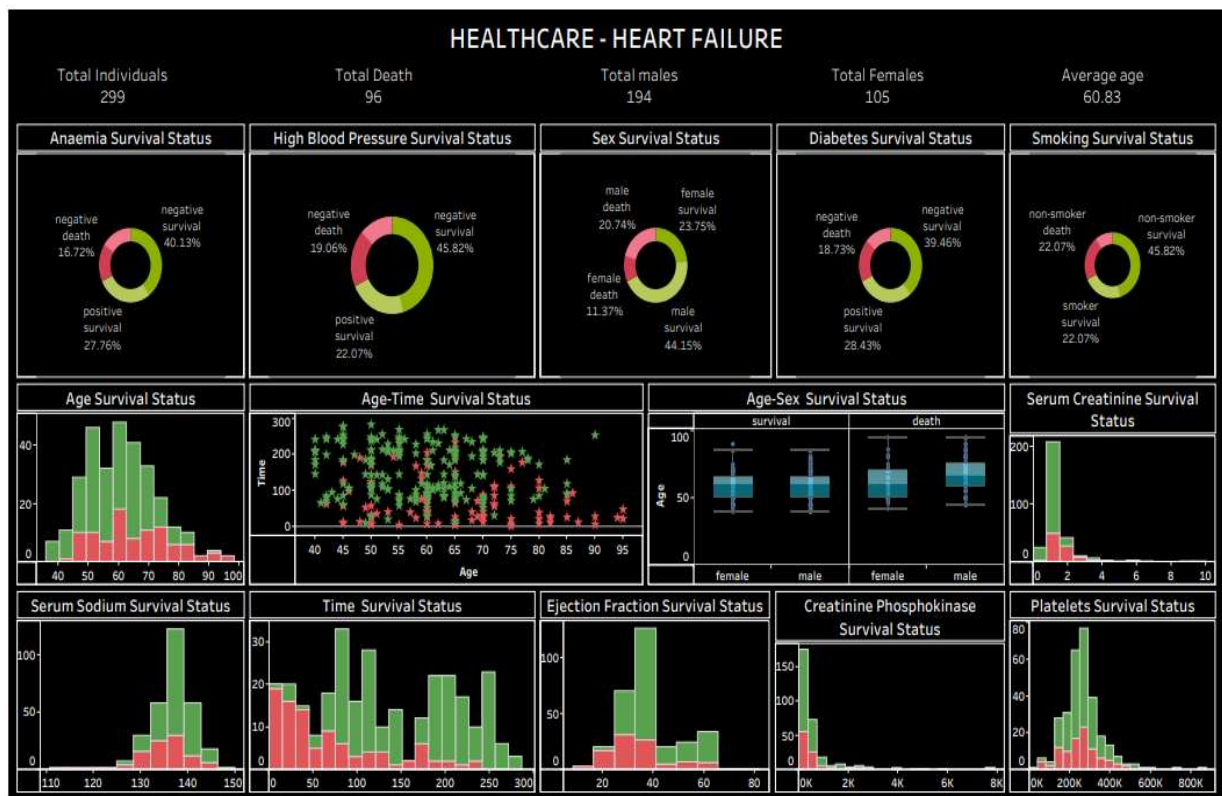 HEALTHCARE - HEART FAILURE
Total Individuals
299
Total Death
96
Total males
194
Total Females
105
Average age
60.83
Anaemia Survival Status
negative
death
16.72%
negative
survival
40.13%
positive
survival
27.76%
High Blood Pressure Survival Status
negative
death
19.06%
negative
survival
45.82%
positive
survival
22.07%
Sex Survival Status
male
death
20.74%
female
survival
23.75%
female
death
11.37%
male
survival
44.15%
Diabetes Survival Status
negative
death
18.73%
negative
survival
39.46%
positive
survival
28.43%
Smoking Survival Status
non-smoker
death
22.07%
non-smoker
survival
45.82%
smoker
survival
22.07%
Age Survival Status
40
20
0
40 50 60 70 80 90 100
Age-Time Survival Status
Time
300
200
100
0
40 45 50 55 60 65 70 75 80 85 90 95
Age
Age-Sex Survival Status
survival death
Age
100
50
0
female male female male
Serum Creatinine Survival
Status
200
100
0
0 2 4 6 8 10
Serum Sodium Survival Status
100
50
0
110 120 130 140 150
Time Survival Status
30
20
10
0
0 50 100 150 200 250 300
Ejection Fraction Survival Status
100
50
0
20 40 60 80
Creatinine Phosphokinase
Survival Status
150
100
50
0
0K 2K 4K 6K 8K
Platelets Survival Status
80
60
40
20
0
0K 200K 400K 600K 800K